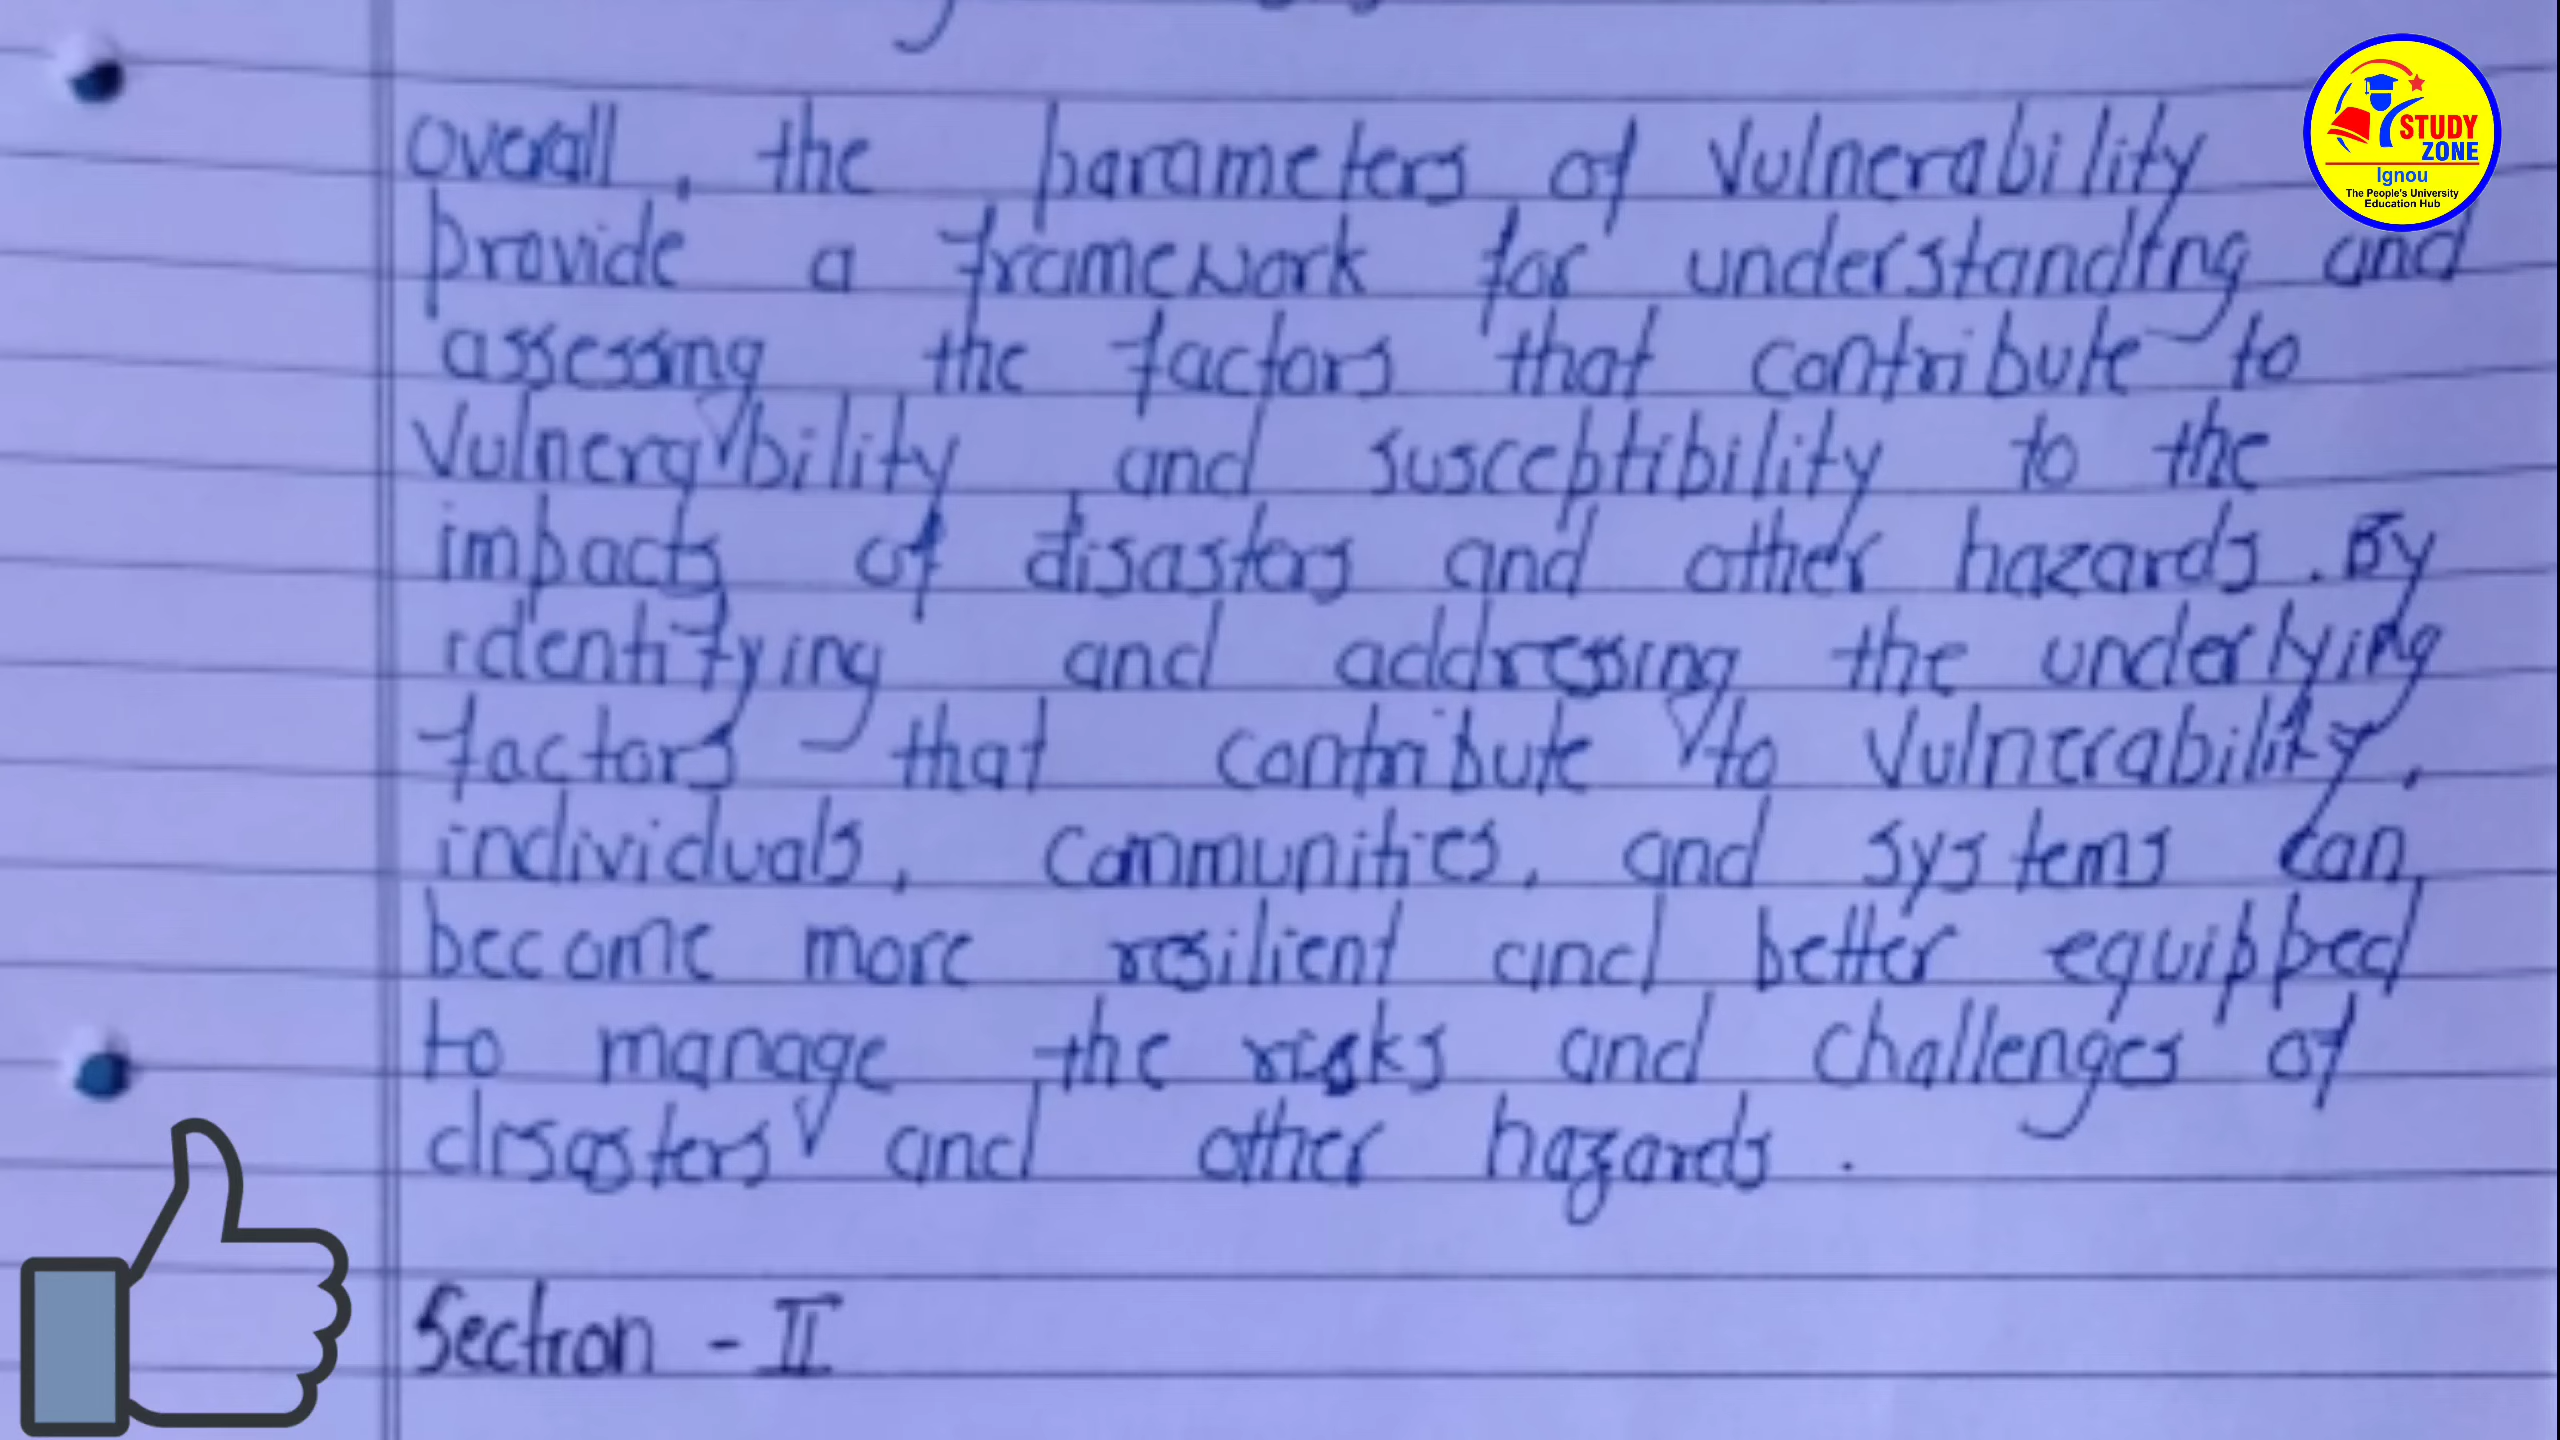 overall, the parameters of Vulnerability
provide a framework for understanding and
assessing the factors that contribute to
Vulnerability and susceptibility to the
impacts of disasters and other hazards. By
identifying and addressing the underlying
factors that contribute to Vulnerability,
individuals, communities, and systems can
become more resilient and better equipped
to manage the risks and challenges of
disasters and other hazards.
Section - II
STUDY
ZONE
Ignou
The People's University
Education Hub